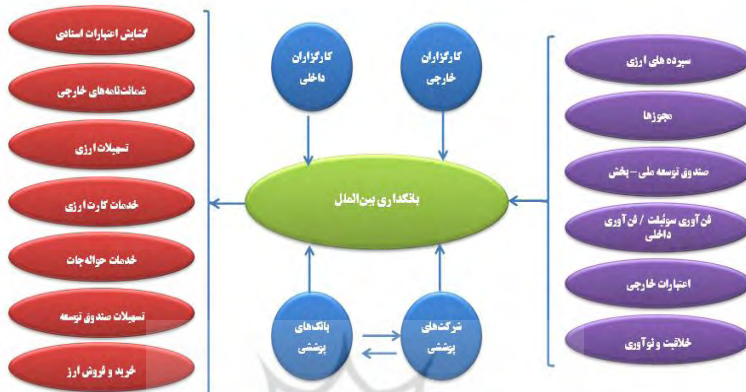 گشایش اعتبارات اسنادی
ضمانت‌نامه‌های خارجی
تسهیلات ارزی
خدمات کارت ارزی
خدمات حواله‌جات
تسهیلات صندوق توسعه
خرید و فروش ارز
کارگزاران
داخلی
کارگزاران
خارجی
بانکداری بین‌الملل
بانک‌های
پوششی
شرکت‌های
پوششی
سپرده های ارزی
مجوزها
صندوق توسعه ملی – بخش
فن‌آوری سوئیفت / فن‌آوری
داخلی
اعتبارات خارجی
خلاقیت و نوآوری